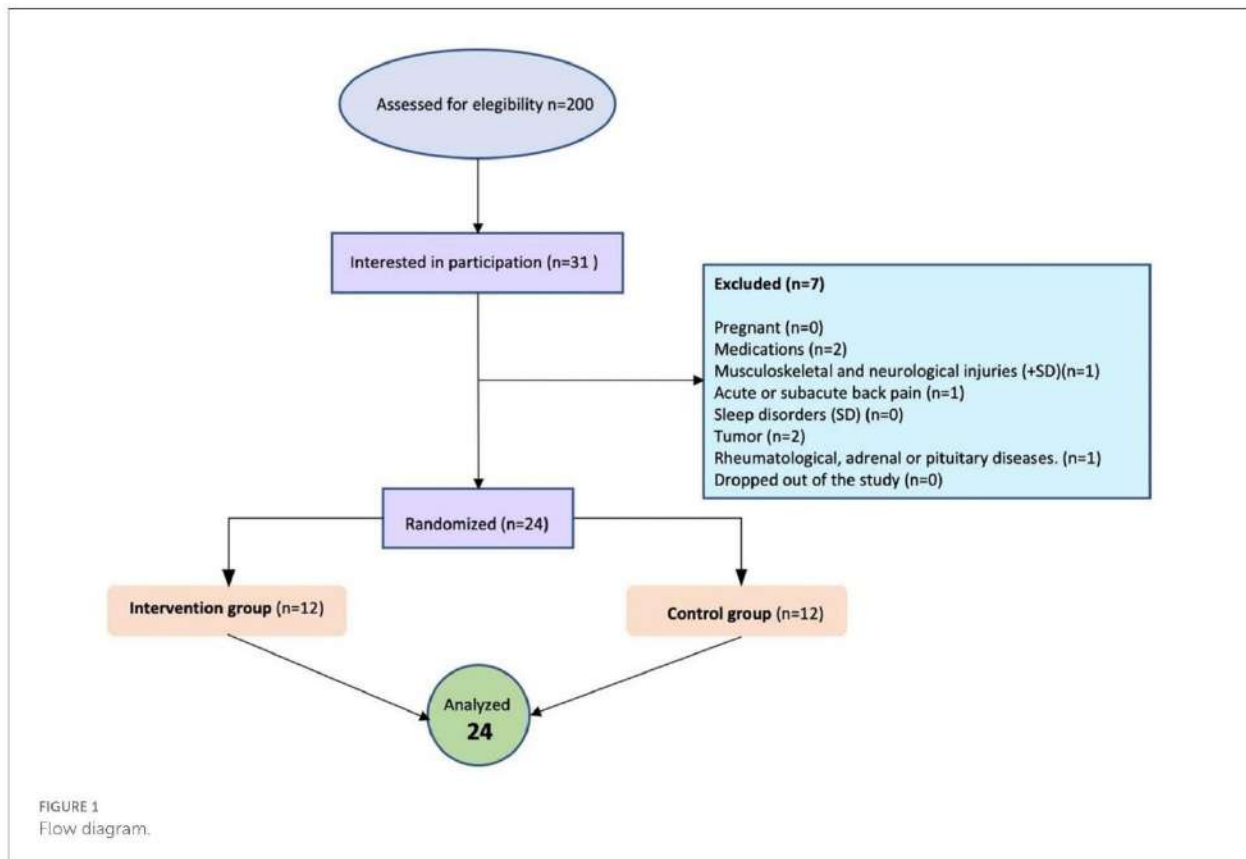 Assessed for elegibility n=200
Interested in participation (n=31 )
Excluded (n=7)
Pregnant (n=0)
Medications (n=2)
Musculoskeletal and neurological injuries (+SD)(n=1)
Acute or subacute back pain (n=1)
Sleep disorders (SD) (n=0)
Tumor (n=2)
Rheumatological, adrenal or pituitary diseases. (n=1)
Dropped out of the study (n=0)
Randomized (n=24)
Intervention group (n=12)
Control group (n=12)
Analyzed
24
FIGURE 1
Flow diagram.